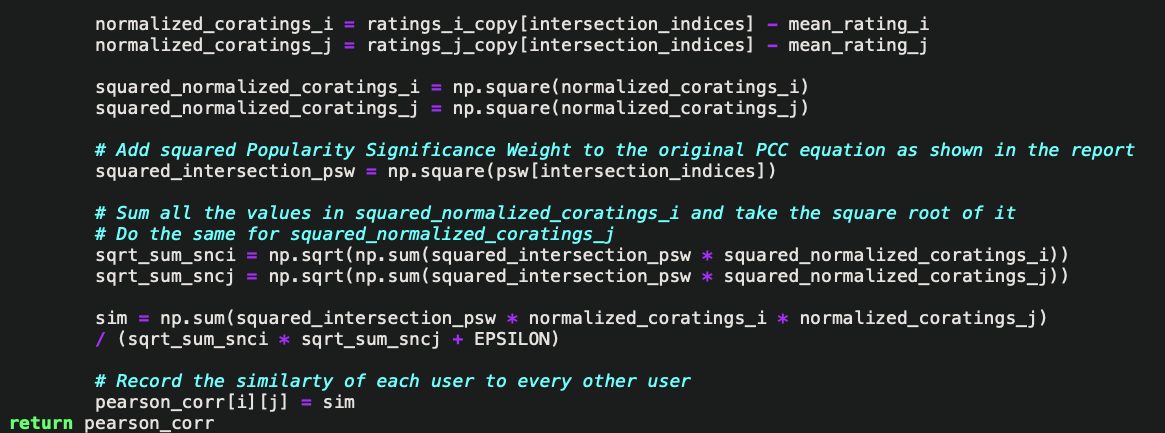 normalized_coratings_i = ratings_i_copy[intersection_indices] - mean_rating_i
normalized_coratings_j = ratings_j_copy[intersection_indices] - mean_rating_j
squared_normalized_coratings_i = np.square(normalized_coratings_i)
squared_normalized_coratings_j = np.square(normalized_coratings_j)
# Add squared Popularity Significance Weight to the original PCC equation as shown in the report
squared_intersection_psw = np.square(psw[intersection_indices])
# Sum all the values in squared_normalized_coratings_i and take the square root of it
# Do the same for squared_normalized_coratings_j
sqrt_sum_snci = np.sqrt(np.sum(squared_intersection_psw * squared_normalized_coratings_i))
sqrt_sum_sncj = np.sqrt(np.sum(squared_intersection_psw * squared_normalized_coratings_j))
sim = np.sum(squared_intersection_psw * normalized_coratings_i * normalized_coratings_j)
/ (sqrt_sum_snci * sqrt_sum_sncj + EPSILON)
# Record the similarty of each user to every other user
pearson_corr[i][j] = sim
return pearson_corr